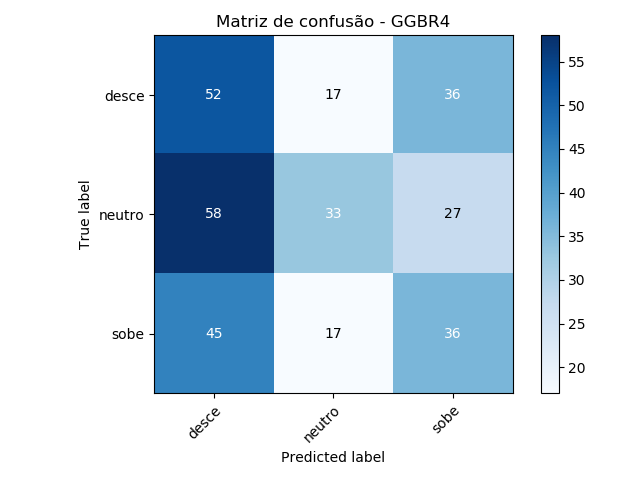 Matriz de confusão - GGBR4
True label
desce
52
17
36
neutro
58
33
27
sobe
45
17
36
desce
neutro
sobe
Predicted label
55
50
45
40
35
30
25
20